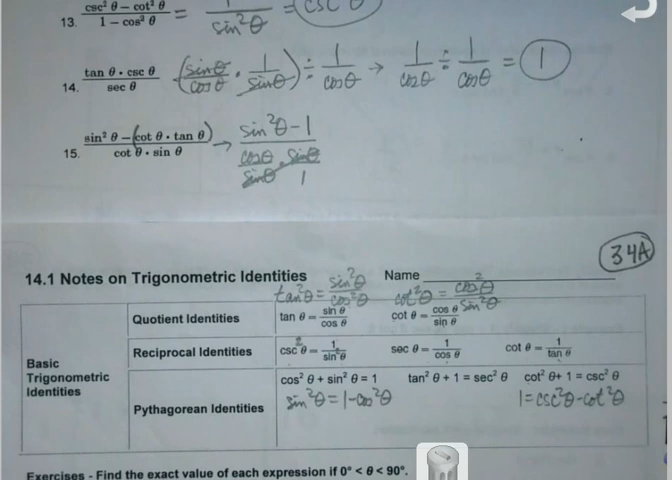 13. csc² θ − cot² θ / 1 − cos² θ = 1 / sin²θ = csc²θ
14. tan θ • csc θ / sec θ (sinθ/cosθ • 1/sinθ) ÷ 1/cosθ → 1/cosθ ÷ 1/cosθ = 1
15. sin² θ − (cot θ • tan θ) / cot θ • sin θ → sin²θ − 1 / cosθ/sinθ • sinθ/1
34A
14.1 Notes on Trigonometric Identities Name
tan²θ = sin²θ/cos²θ cot²θ = cos²θ/sin²θ
Basic Trigonometric Identities
Quotient Identities tan θ = sin θ/cos θ cot θ = cos θ/sin θ
Reciprocal Identities csc² θ = 1/sin² θ sec θ = 1/cos θ cot θ = 1/tan θ
Pythagorean Identities cos² θ + sin² θ = 1 tan² θ + 1 = sec² θ cot² θ + 1 = csc² θ
sin²θ = 1 − cos²θ 1 = csc²θ − cot²θ
Exercises - Find the exact value of each expression if 0° < θ < 90°.